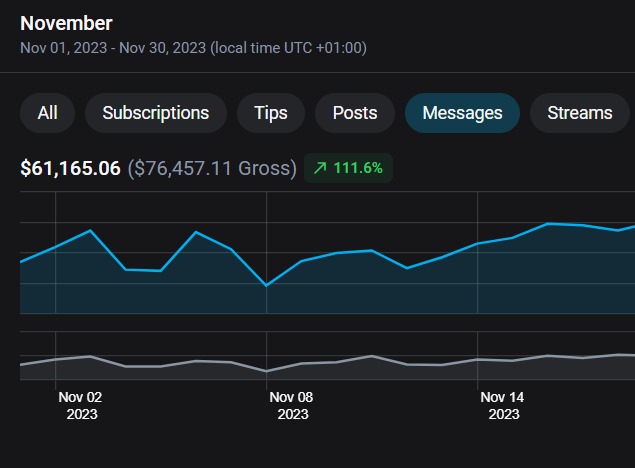 November
Nov 01, 2023 - Nov 30, 2023 (local time UTC +01:00)
All Subscriptions Tips Posts Messages Streams
$61,165.06 ($76,457.11 Gross) ↗ 111.6%
Nov 02 Nov 08 Nov 14
2023 2023 2023